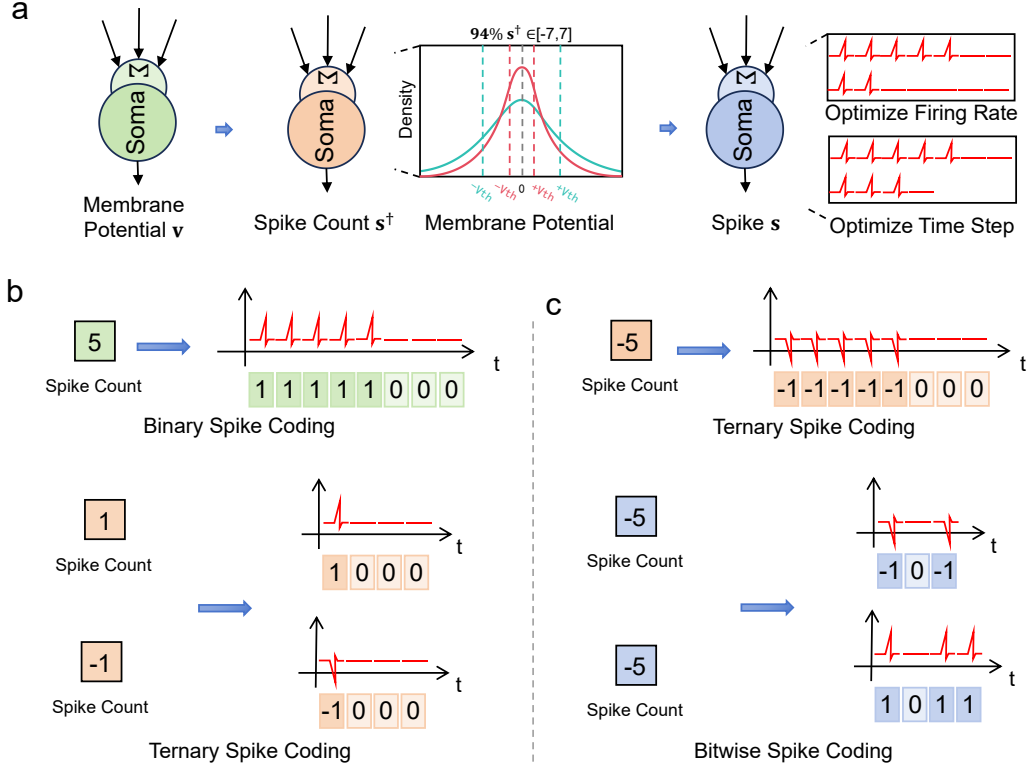 a
Σ
Soma
Membrane
Potential v
Σ
Soma
Spike Count s†
94% s† ∈[-7,7]
Density
-Vth
-Vth
0
+Vth
+Vth
Membrane Potential
Σ
Soma
Spike s
Optimize Firing Rate
Optimize Time Step
b
5
Spike Count
t
1 1 1 1 1 0 0 0
Binary Spike Coding
1
Spike Count
t
1 0 0 0
-1
Spike Count
t
-1 0 0 0
Ternary Spike Coding
c
-5
Spike Count
t
-1 -1 -1 -1 -1 0 0 0
Ternary Spike Coding
-5
Spike Count
t
-1 0 -1
-5
Spike Count
t
1 0 1 1
Bitwise Spike Coding